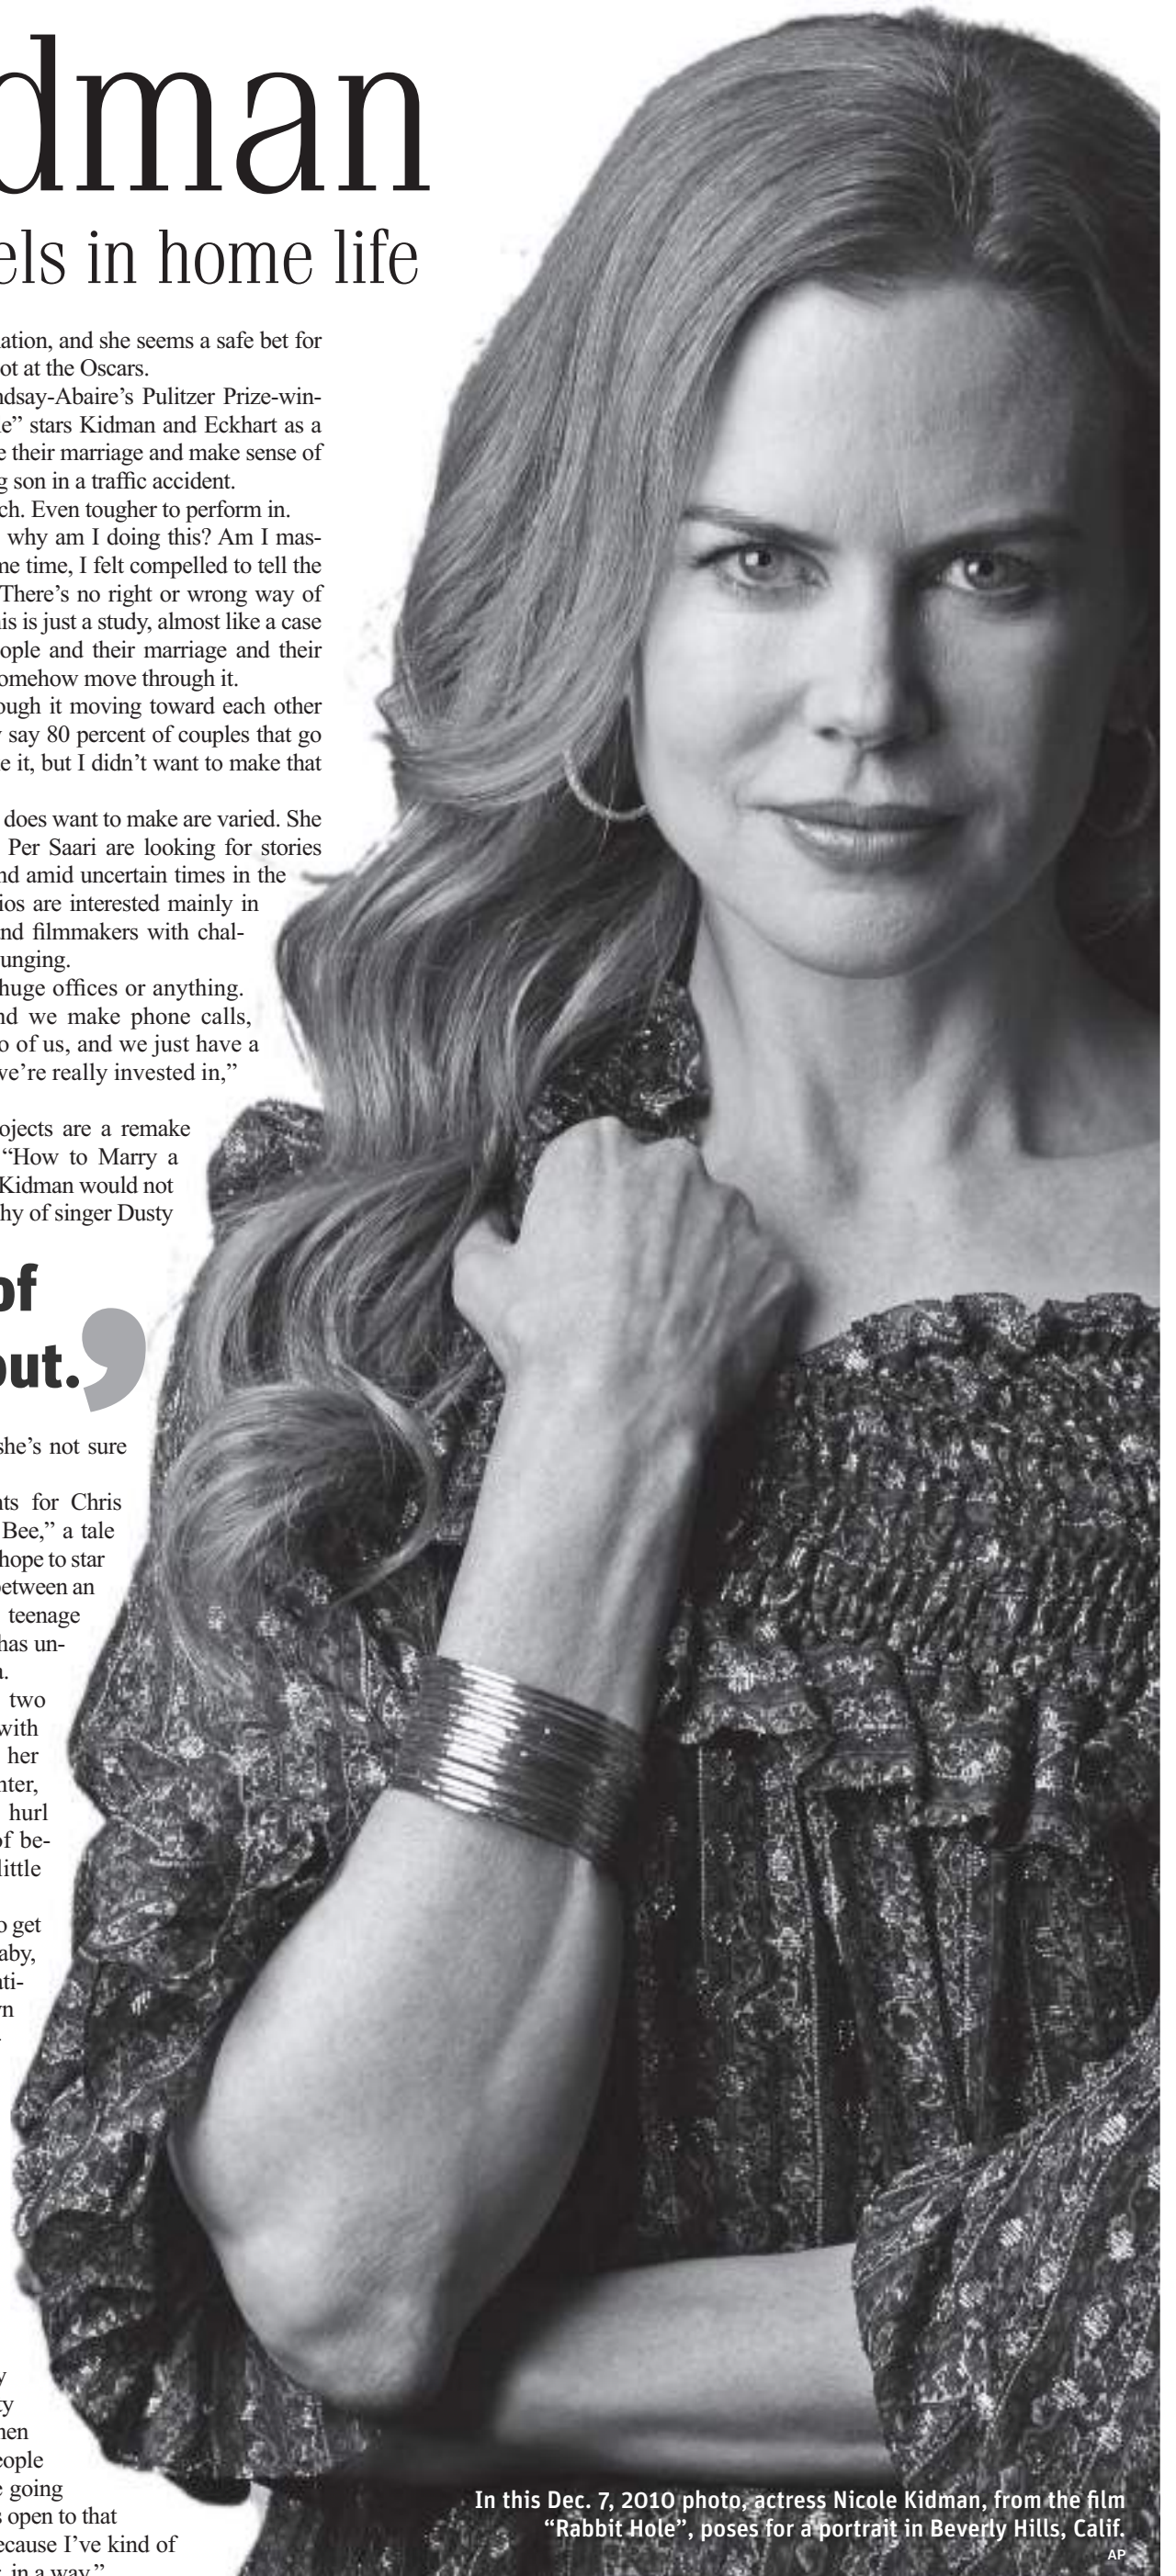 dman
els in home life
ation, and she seems a safe bet for
ot at the Oscars.
ndsay-Abaire’s Pulitzer Prize-win-
le” stars Kidman and Eckhart as a
e their marriage and make sense of
g son in a traffic accident.
ch. Even tougher to perform in.
why am I doing this? Am I mas-
me time, I felt compelled to tell the
There’s no right or wrong way of
his is just a study, almost like a case
ople and their marriage and their
omehow move through it.
ough it moving toward each other
y say 80 percent of couples that go
e it, but I didn’t want to make that
does want to make are varied. She
Per Saari are looking for stories
nd amid uncertain times in the
ios are interested mainly in
nd filmmakers with chal-
unging.
huge offices or anything.
nd we make phone calls,
o of us, and we just have a
we’re really invested in,”
ojects are a remake
“How to Marry a
Kidman would not
hy of singer Dusty
of
out.’
she’s not sure
nts for Chris
Bee,” a tale
hope to star
between an
teenage
has un-
a.
two
with
her
nter,
hurl
of be-
little
o get
aby,
ati-
n
y
ty
hen
eople
e going
s open to that
ecause I’ve kind of
, in a way.”
In this Dec. 7, 2010 photo, actress Nicole Kidman, from the film
“Rabbit Hole”, poses for a portrait in Beverly Hills, Calif.
AP